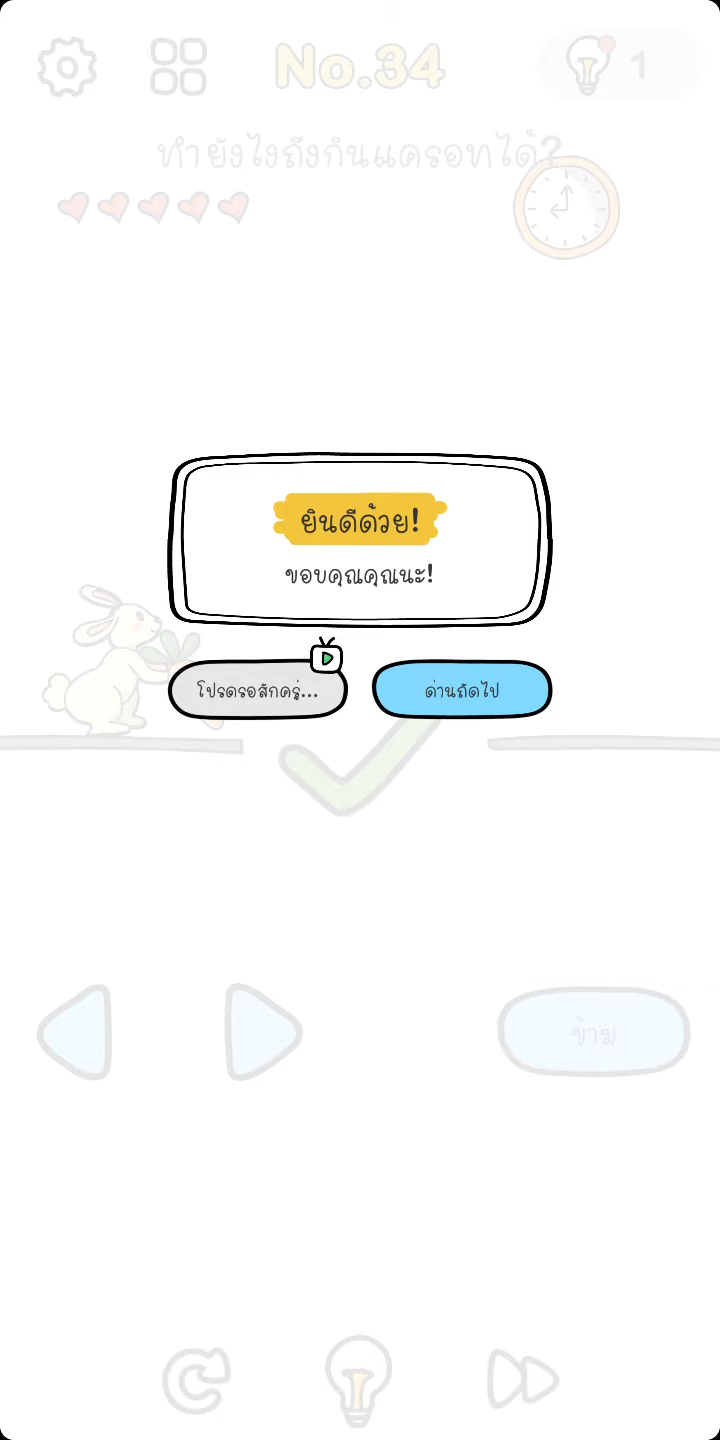 No.34
1
ทำยังไงถึงกินแครอทได้?
ยินดีด้วย!
ขอบคุณคุณนะ!
โปรดรอสักครู่...
ด่านถัดไป
ข้าม